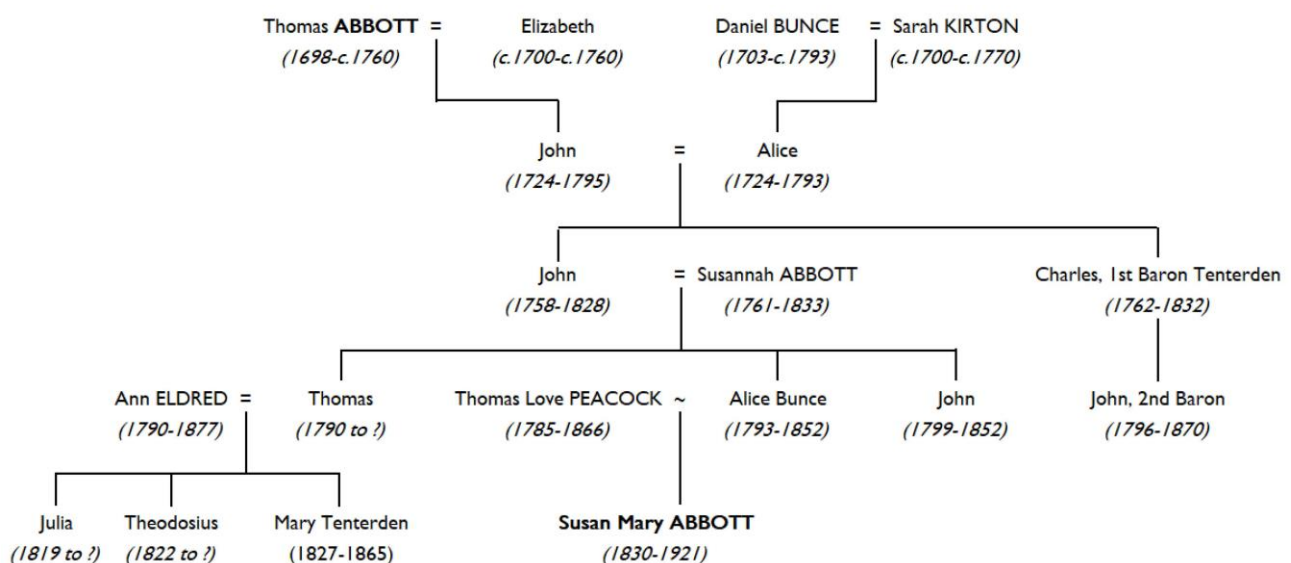 Thomas ABBOTT = Elizabeth Daniel BUNCE = Sarah KIRTON
(1698-c.1760) (c.1700-c.1760) (1703-c.1793) (c.1700-c.1770)
John = Alice
(1724-1795) (1724-1793)
John = Susannah ABBOTT Charles, 1st Baron Tenterden
(1758-1828) (1761-1833) (1762-1832)
Ann ELDRED = Thomas Thomas Love PEACOCK ~ Alice Bunce John John, 2nd Baron
(1790-1877) (1790 to ?) (1785-1866) (1793-1852) (1799-1852) (1796-1870)
Julia Theodosius Mary Tenterden Susan Mary ABBOTT
(1819 to ?) (1822 to ?) (1827-1865) (1830-1921)